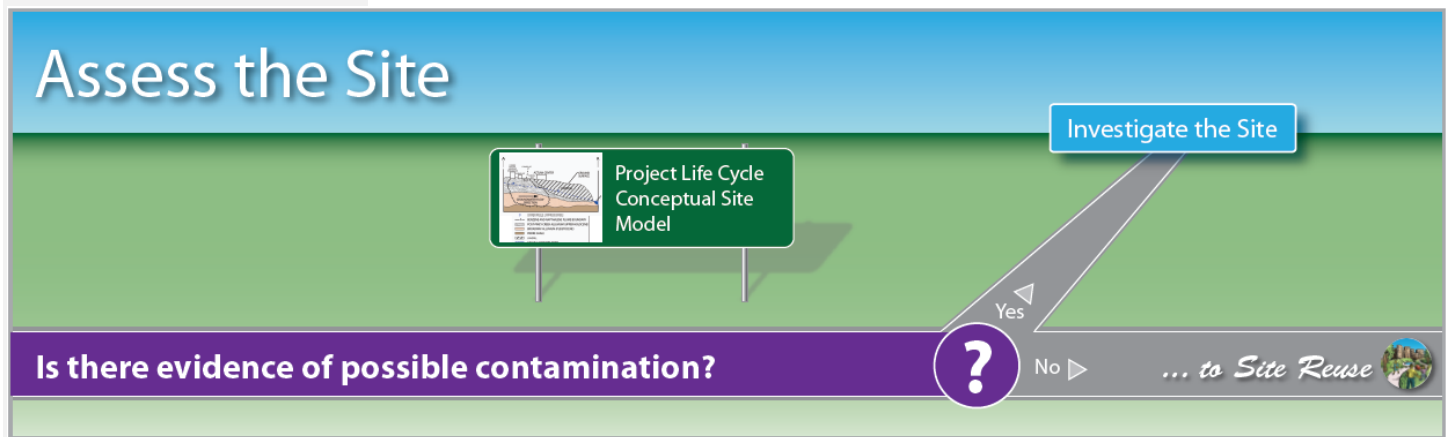 Assess the Site
Investigate the Site
Project Life Cycle
Conceptual Site
Model
Yes
Is there evidence of possible contamination?
?
No
... to Site Reuse